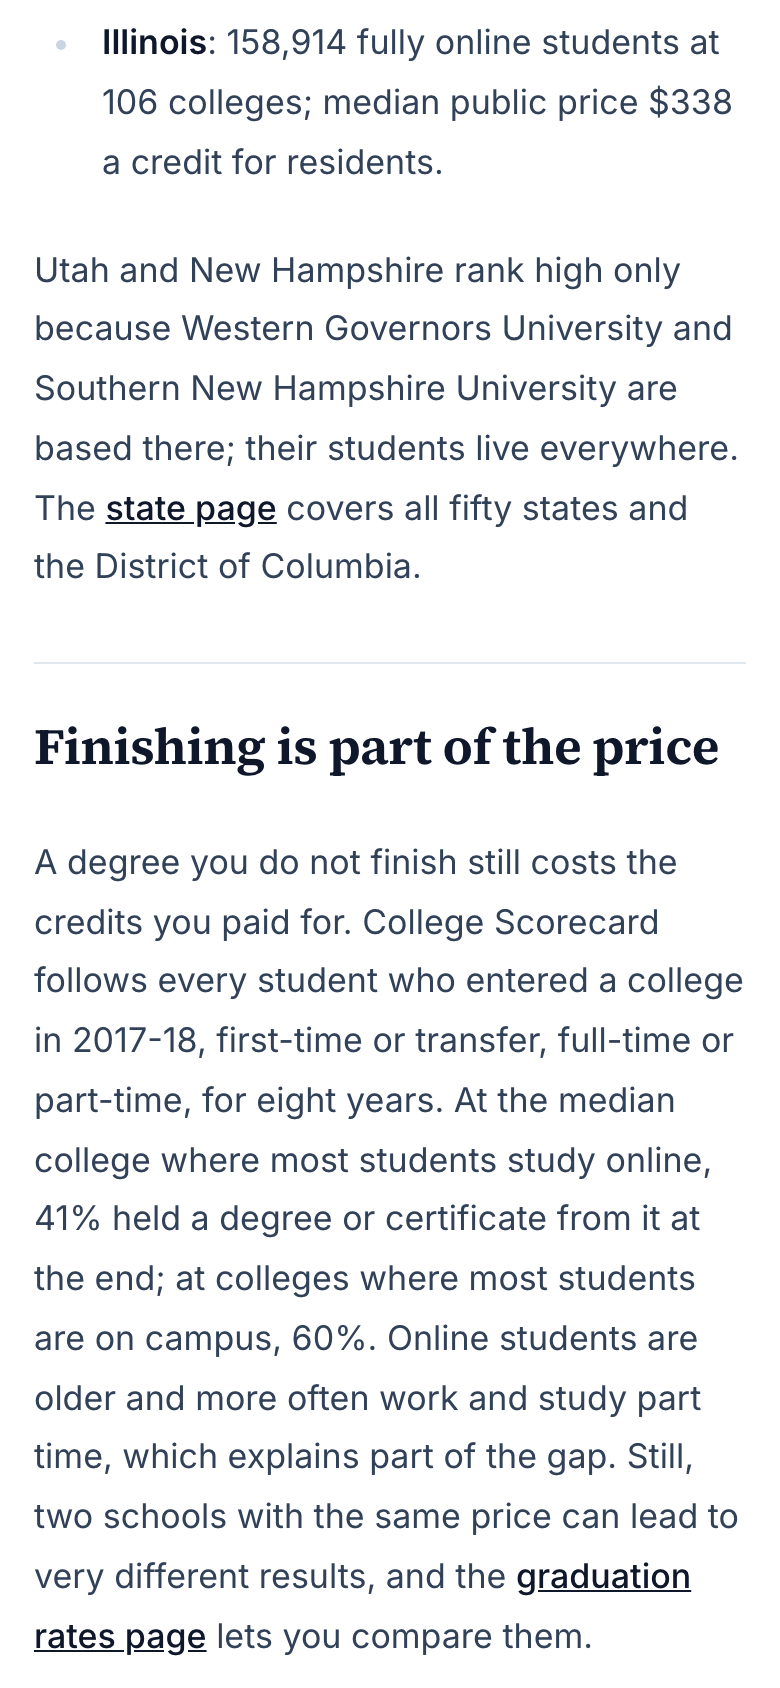 Illinois: 158,914 fully online students at
106 colleges; median public price $338
a credit for residents.
Utah and New Hampshire rank high only
because Western Governors University and
Southern New Hampshire University are
based there; their students live everywhere.
The state page covers all fifty states and
the District of Columbia.
Finishing is part of the price
A degree you do not finish still costs the
credits you paid for. College Scorecard
follows every student who entered a college
in 2017-18, first-time or transfer, full-time or
part-time, for eight years. At the median
college where most students study online,
41% held a degree or certificate from it at
the end; at colleges where most students
are on campus, 60%. Online students are
older and more often work and study part
time, which explains part of the gap. Still,
two schools with the same price can lead to
very different results, and the graduation
rates page lets you compare them.